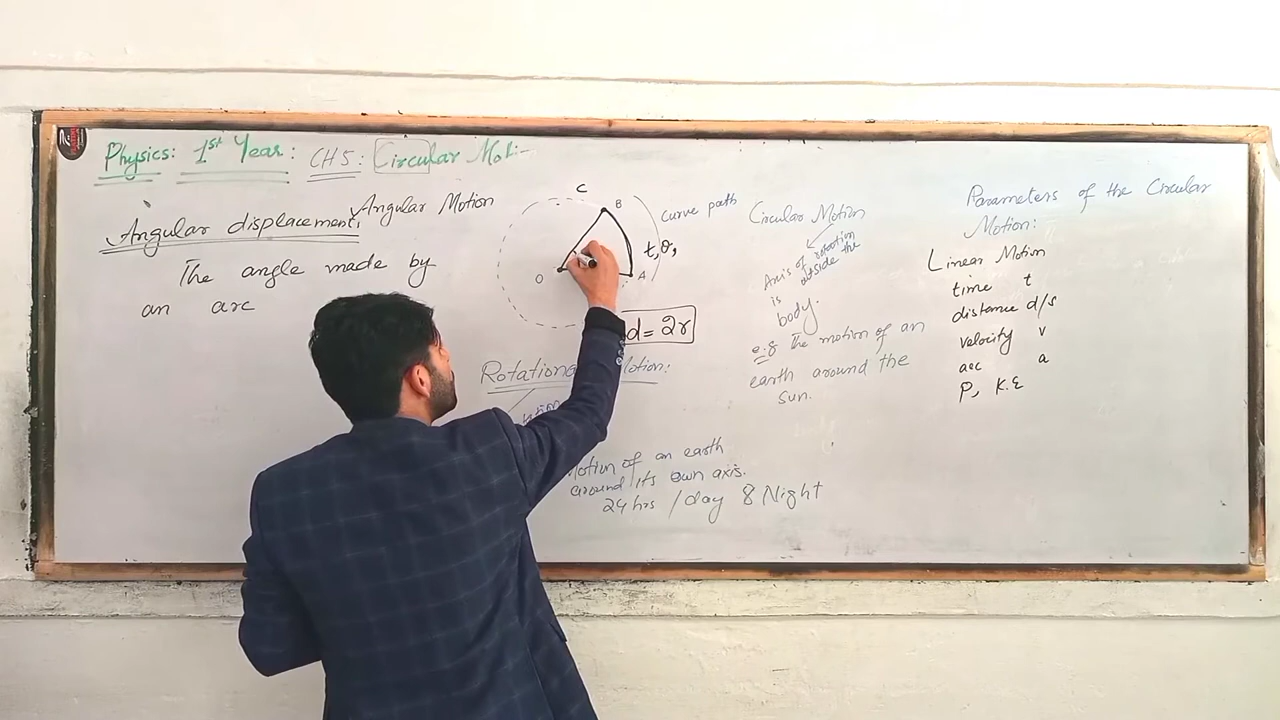 Physics: 1st Year: CH5: Circular Moti
Angular displacement:
Angular Motion
The angle made by
an arc
C
B
O
A
t, θ,
curve path
d = 2r
Rotational Motion:
Motion of an earth
around its own axis.
24 hrs / day 8 Night
Circular Motion
Axis of rotation
is outside the
body.
e.g The motion of an
earth around the
sun.
Parameters of the Circular
Motion:
Linear Motion
time t
distance d/s
velocity v
acc a
P, K.E